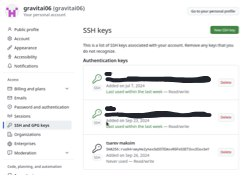 gravital06 (gravital06)
Your personal account
Go to your personal profile
Public profile
Account
Appearance
Accessibility
Notifications
Access
Billing and plans
Emails
Password and authentication
Sessions
SSH and GPG keys
Organizations
Enterprises
Moderation
Code, planning, and automation
SSH keys
New SSH key
This is a list of SSH keys associated with your account. Remove any keys that you do not recognize.
Authentication keys
Added on Jul 7, 2024
Last used within the last week — Read/write
Delete
SSH
Added on Sep 23, 2024
Last used within the last week — Read/write
Delete
tsarev maksim
Added on Sep 24, 2024
Never used — Read/write
Delete